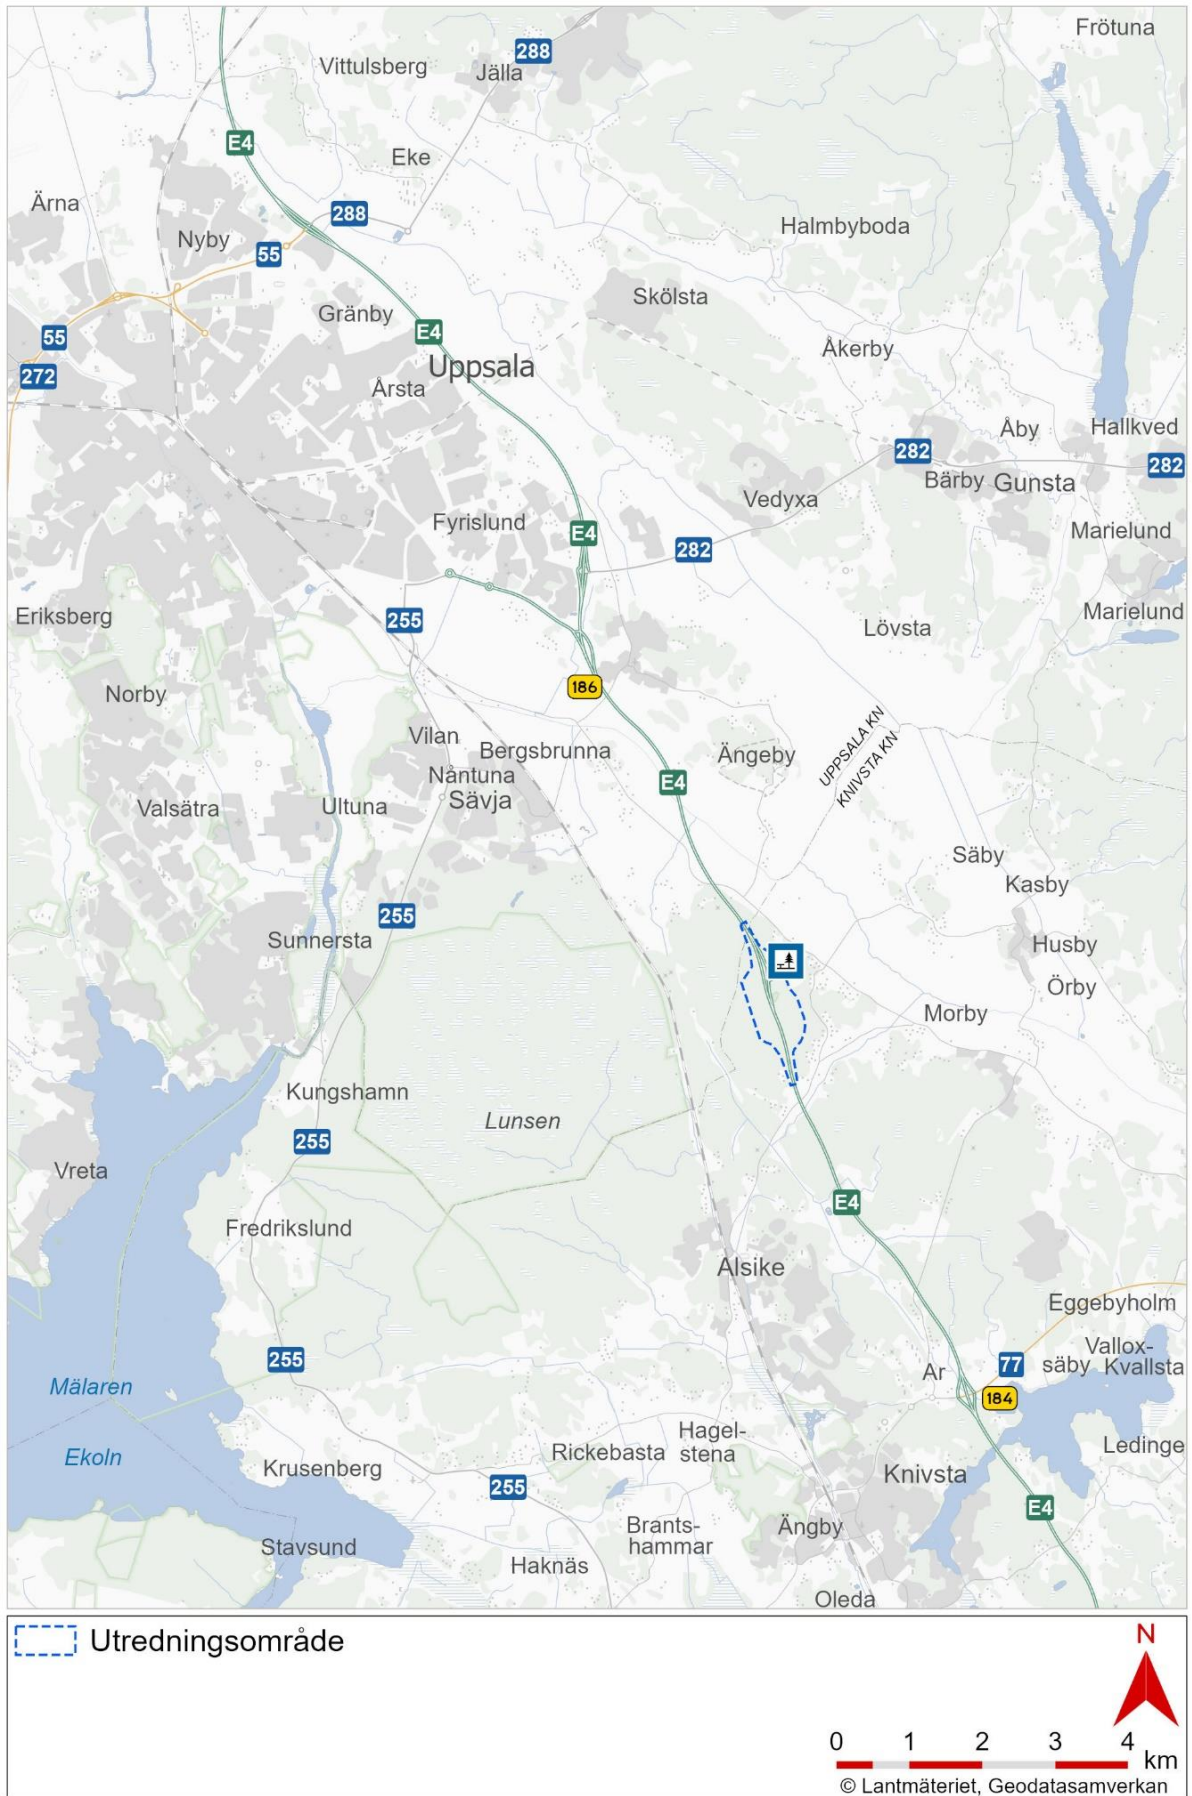 Frötuna
288
Vittulsberg
Jälla
E4
Eke
Ärna
288
Halmbyboda
Nyby
55
Skölsta
Gränby
E4
55
Åkerby
Uppsala
272
Årsta
Åby
Hallkved
282
282
Bärby
Gunsta
Vedyxa
Fyrislund
E4
Marielund
282
Eriksberg
255
Marielund
Lövsta
186
Norby
UPPSALA KN
KNIVSTA KN
Vilan
Bergsbrunna
Ängeby
Nåntuna
E4
Sävja
Valsätra
Ultuna
Säby
Kasby
255
Sunnersta
Husby
Örby
Morby
Kungshamn
Lunsen
255
Vreta
E4
Fredrikslund
Alsike
Eggebyholm
Vallox-
säby
Kvallsta
77
255
Ar
Mälaren
184
Hagel-
stena
Ledinge
Rickebasta
Ekoln
Krusenberg
Knivsta
255
E4
Brants-
hammar
Ängby
Stavsund
Haknäs
Oleda
Utredningsområde
N
0 1 2 3 4
km
© Lantmäteriet, Geodatasamverkan